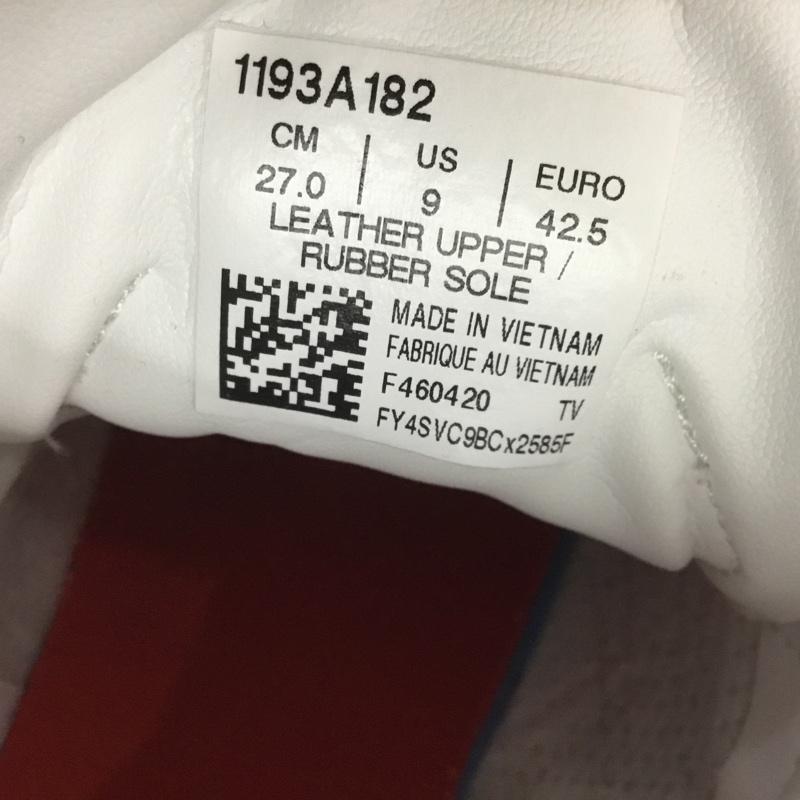 1193A182
CM | US | EURO
27.0 | 9 | 42.5
LEATHER UPPER /
RUBBER SOLE
MADE IN VIETNAM
FABRIQUE AU VIETNAM
F460420 TV
FY4SVC9BCx2585F